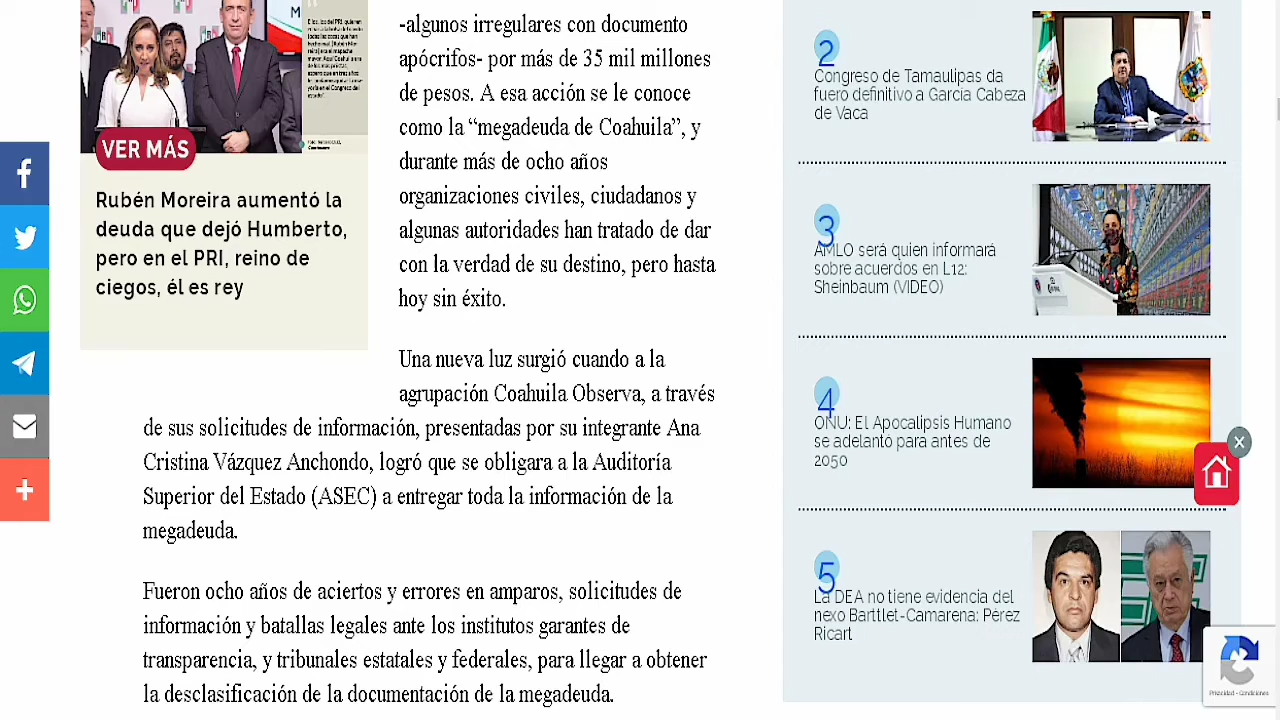 VER MÁS
Rubén Moreira aumentó la
deuda que dejó Humberto,
pero en el PRI, reino de
ciegos, él es rey
-algunos irregulares con documento
apócrifos- por más de 35 mil millones
de pesos. A esa acción se le conoce
como la “megadeuda de Coahuila”, y
durante más de ocho años
organizaciones civiles, ciudadanos y
algunas autoridades han tratado de dar
con la verdad de su destino, pero hasta
hoy sin éxito.
Una nueva luz surgió cuando a la
agrupación Coahuila Observa, a través
de sus solicitudes de información, presentadas por su integrante Ana
Cristina Vázquez Anchondo, logró que se obligara a la Auditoría
Superior del Estado (ASEC) a entregar toda la información de la
megadeuda.
Fueron ocho años de aciertos y errores en amparos, solicitudes de
información y batallas legales ante los institutos garantes de
transparencia, y tribunales estatales y federales, para llegar a obtener
la desclasificación de la documentación de la megadeuda.
2
Congreso de Tamaulipas da
fuero definitivo a García Cabeza
de Vaca
3
AMLO será quien informará
sobre acuerdos en L12:
Sheinbaum (VIDEO)
4
ONU: El Apocalipsis Humano
se adelantó para antes de
2050
5
La DEA no tiene evidencia del
nexo Barttlet-Camarena: Pérez
Ricart
Privacidad - Condiciones